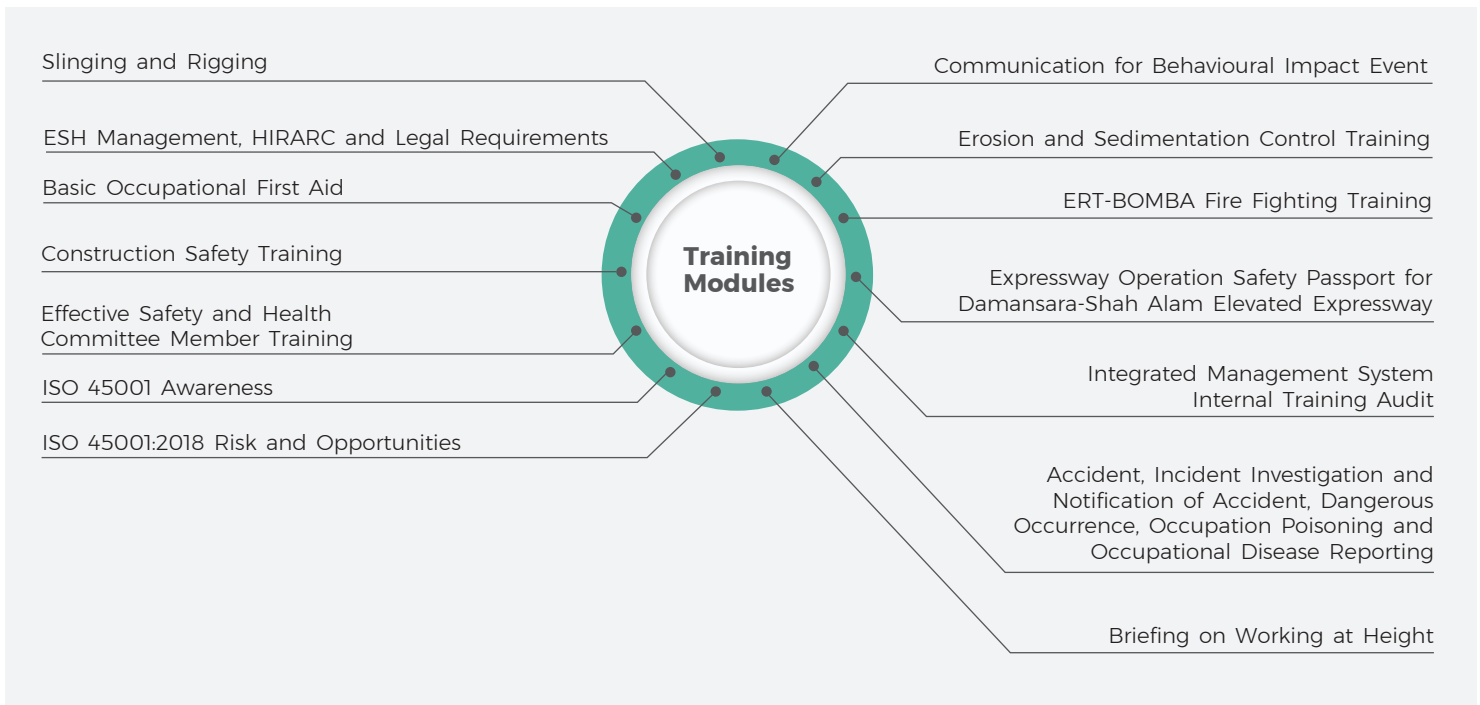 Slinging and Rigging
ESH Management, HIRARC and Legal Requirements
Basic Occupational First Aid
Construction Safety Training
Effective Safety and Health
Committee Member Training
ISO 45001 Awareness
ISO 45001:2018 Risk and Opportunities
Training
Modules
Communication for Behavioural Impact Event
Erosion and Sedimentation Control Training
ERT-BOMBA Fire Fighting Training
Expressway Operation Safety Passport for
Damansara-Shah Alam Elevated Expressway
Integrated Management System
Internal Training Audit
Accident, Incident Investigation and
Notification of Accident, Dangerous
Occurrence, Occupation Poisoning and
Occupational Disease Reporting
Briefing on Working at Height